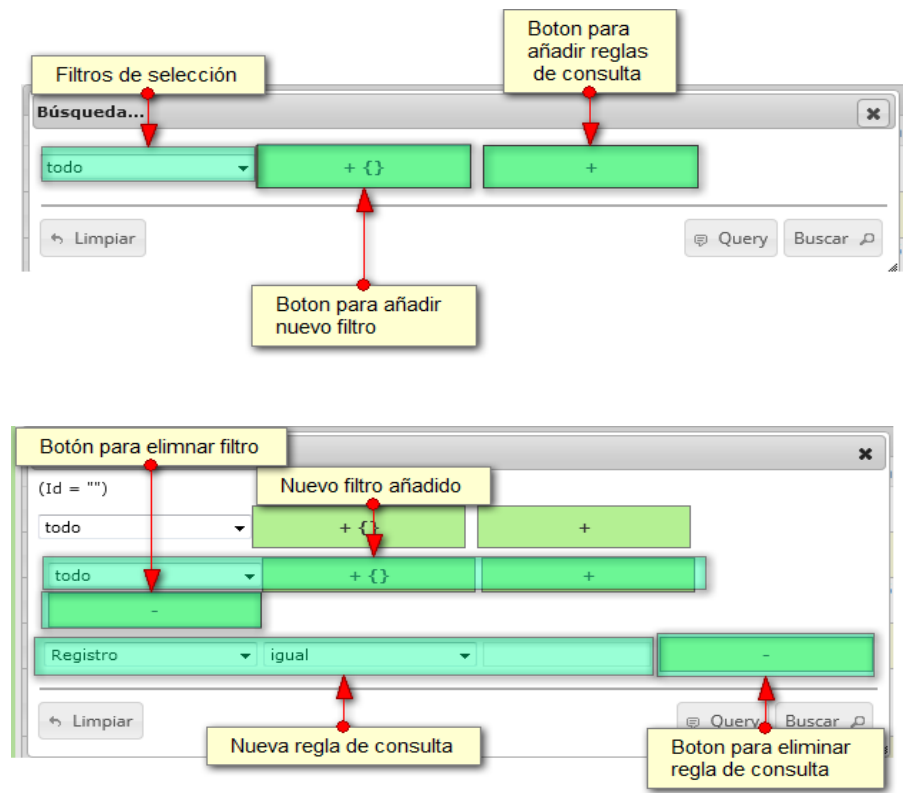 Boton para
añadir reglas
de consulta
Filtros de selección
Búsqueda...
todo
+ {}
+
Limpiar
Query
Buscar
Boton para añadir
nuevo filtro
Botón para elimnar filtro
(Id = "")
Nuevo filtro añadido
todo
+ {}
+
todo
+ {}
+
-
Registro
igual
-
Limpiar
Query
Buscar
Nueva regla de consulta
Boton para eliminar
regla de consulta